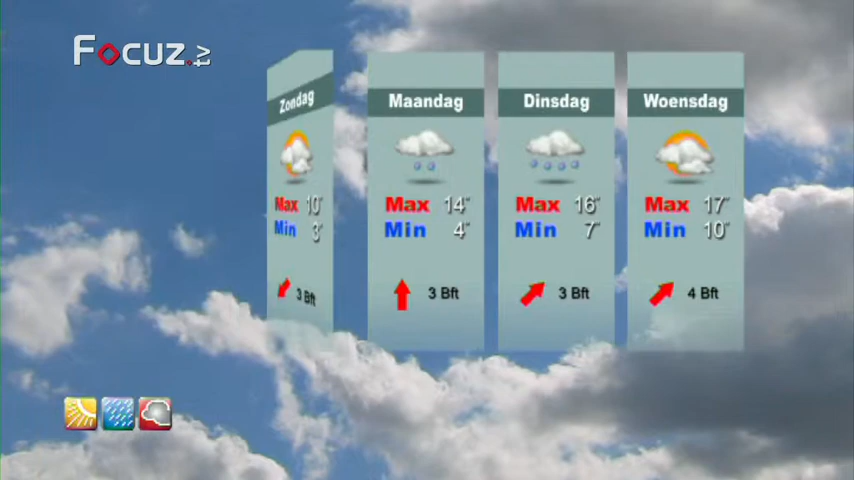 Focuz.tv
Zondag
Max 10°
Min 3°
3 Bft
Maandag
Max 14°
Min 4°
3 Bft
Dinsdag
Max 16°
Min 7°
3 Bft
Woensdag
Max 17°
Min 10°
4 Bft